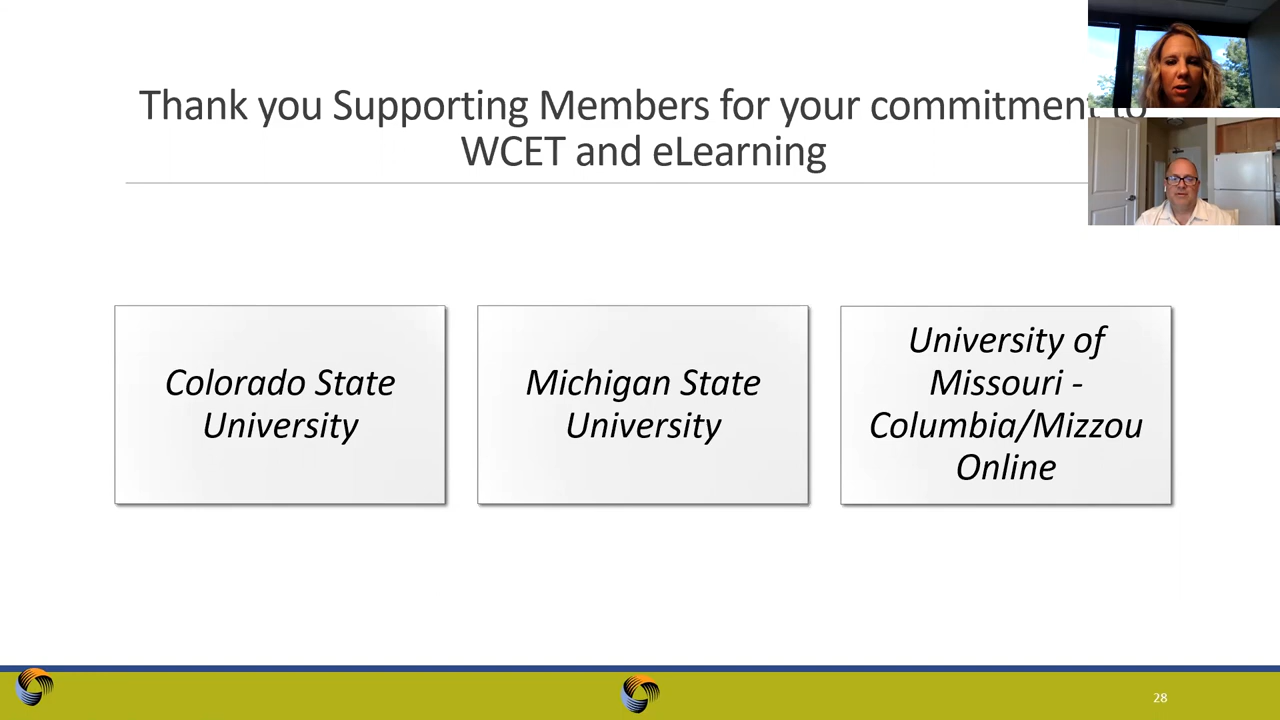 Thank you Supporting Members for your commitment to
WCET and eLearning
Colorado State
University
Michigan State
University
University of
Missouri -
Columbia/Mizzou
Online
28